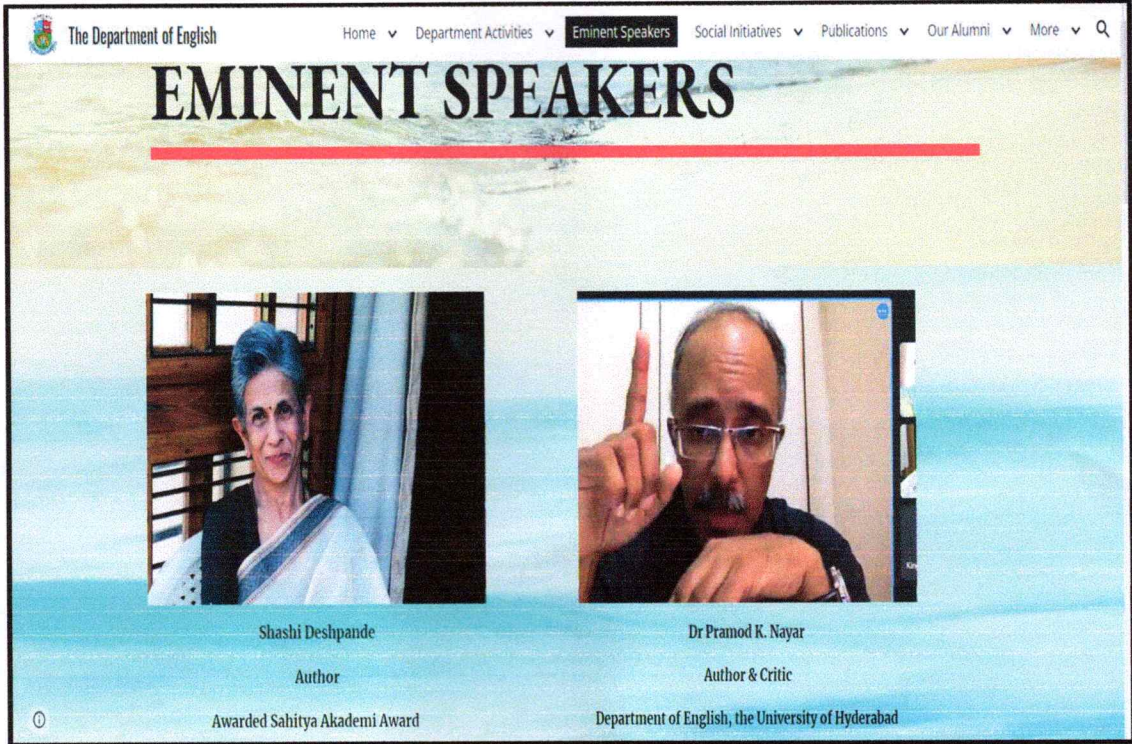 The Department of English
Home Department Activities Eminent Speakers Social Initiatives Publications Our Alumni More
EMINENT SPEAKERS
Shashi Deshpande
Author
Awarded Sahitya Akademi Award
Dr Pramod K. Nayar
Author & Critic
Department of English, the University of Hyderabad